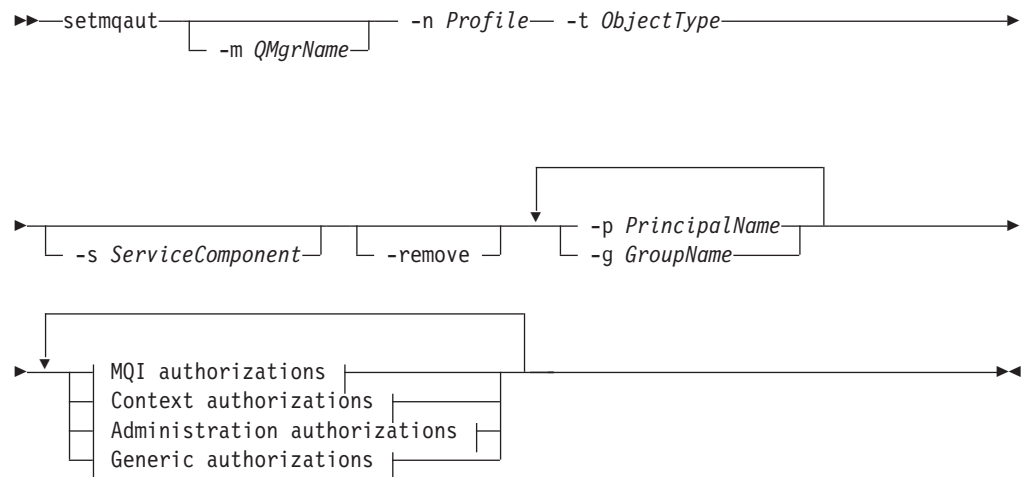 setmqaut -n Profile -t ObjectType
-m QMgrName
-p PrincipalName
-s ServiceComponent -remove -g GroupName
MQI authorizations
Context authorizations
Administration authorizations
Generic authorizations